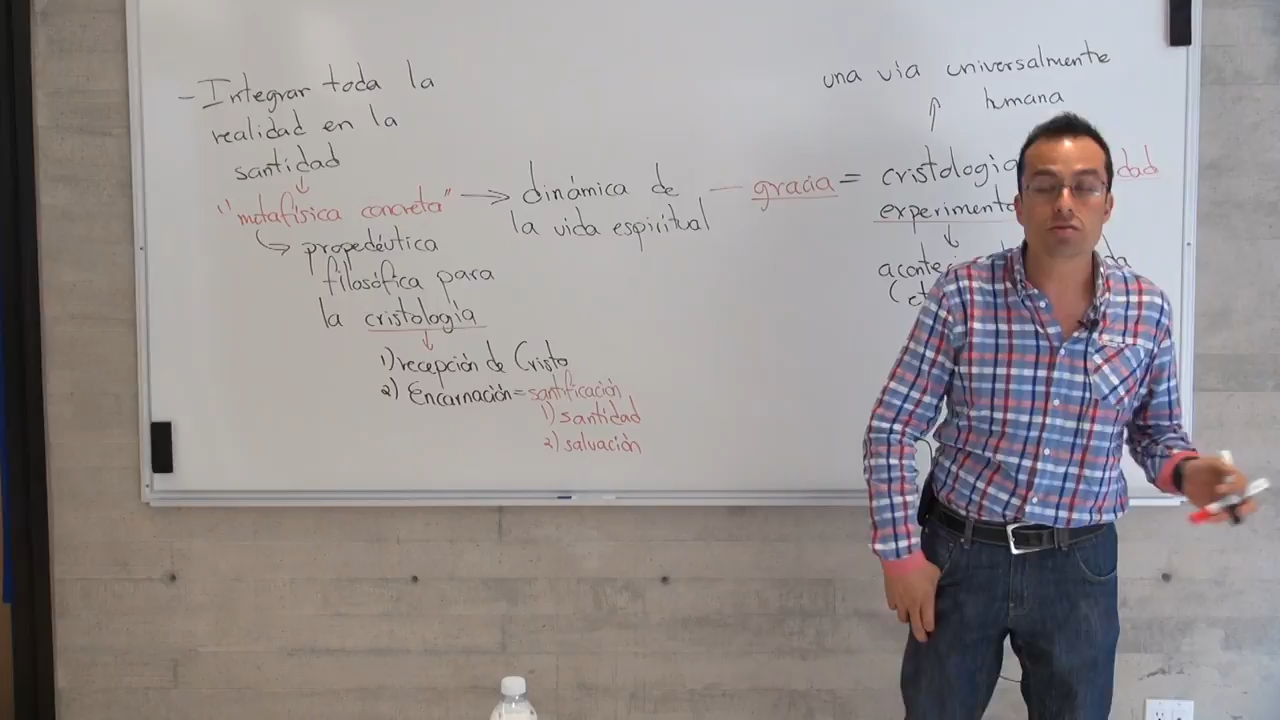 - Integrar toda la
realidad en la
santidad
"metafísica concreta" → dinámica de
la vida espiritual
propedéutica
filosófica para
la cristología
1) recepción de Cristo
2) Encarnación = santificación
1) santidad
2) salvación
una vía universalmente
humana
— gracia = cristologia
experimento